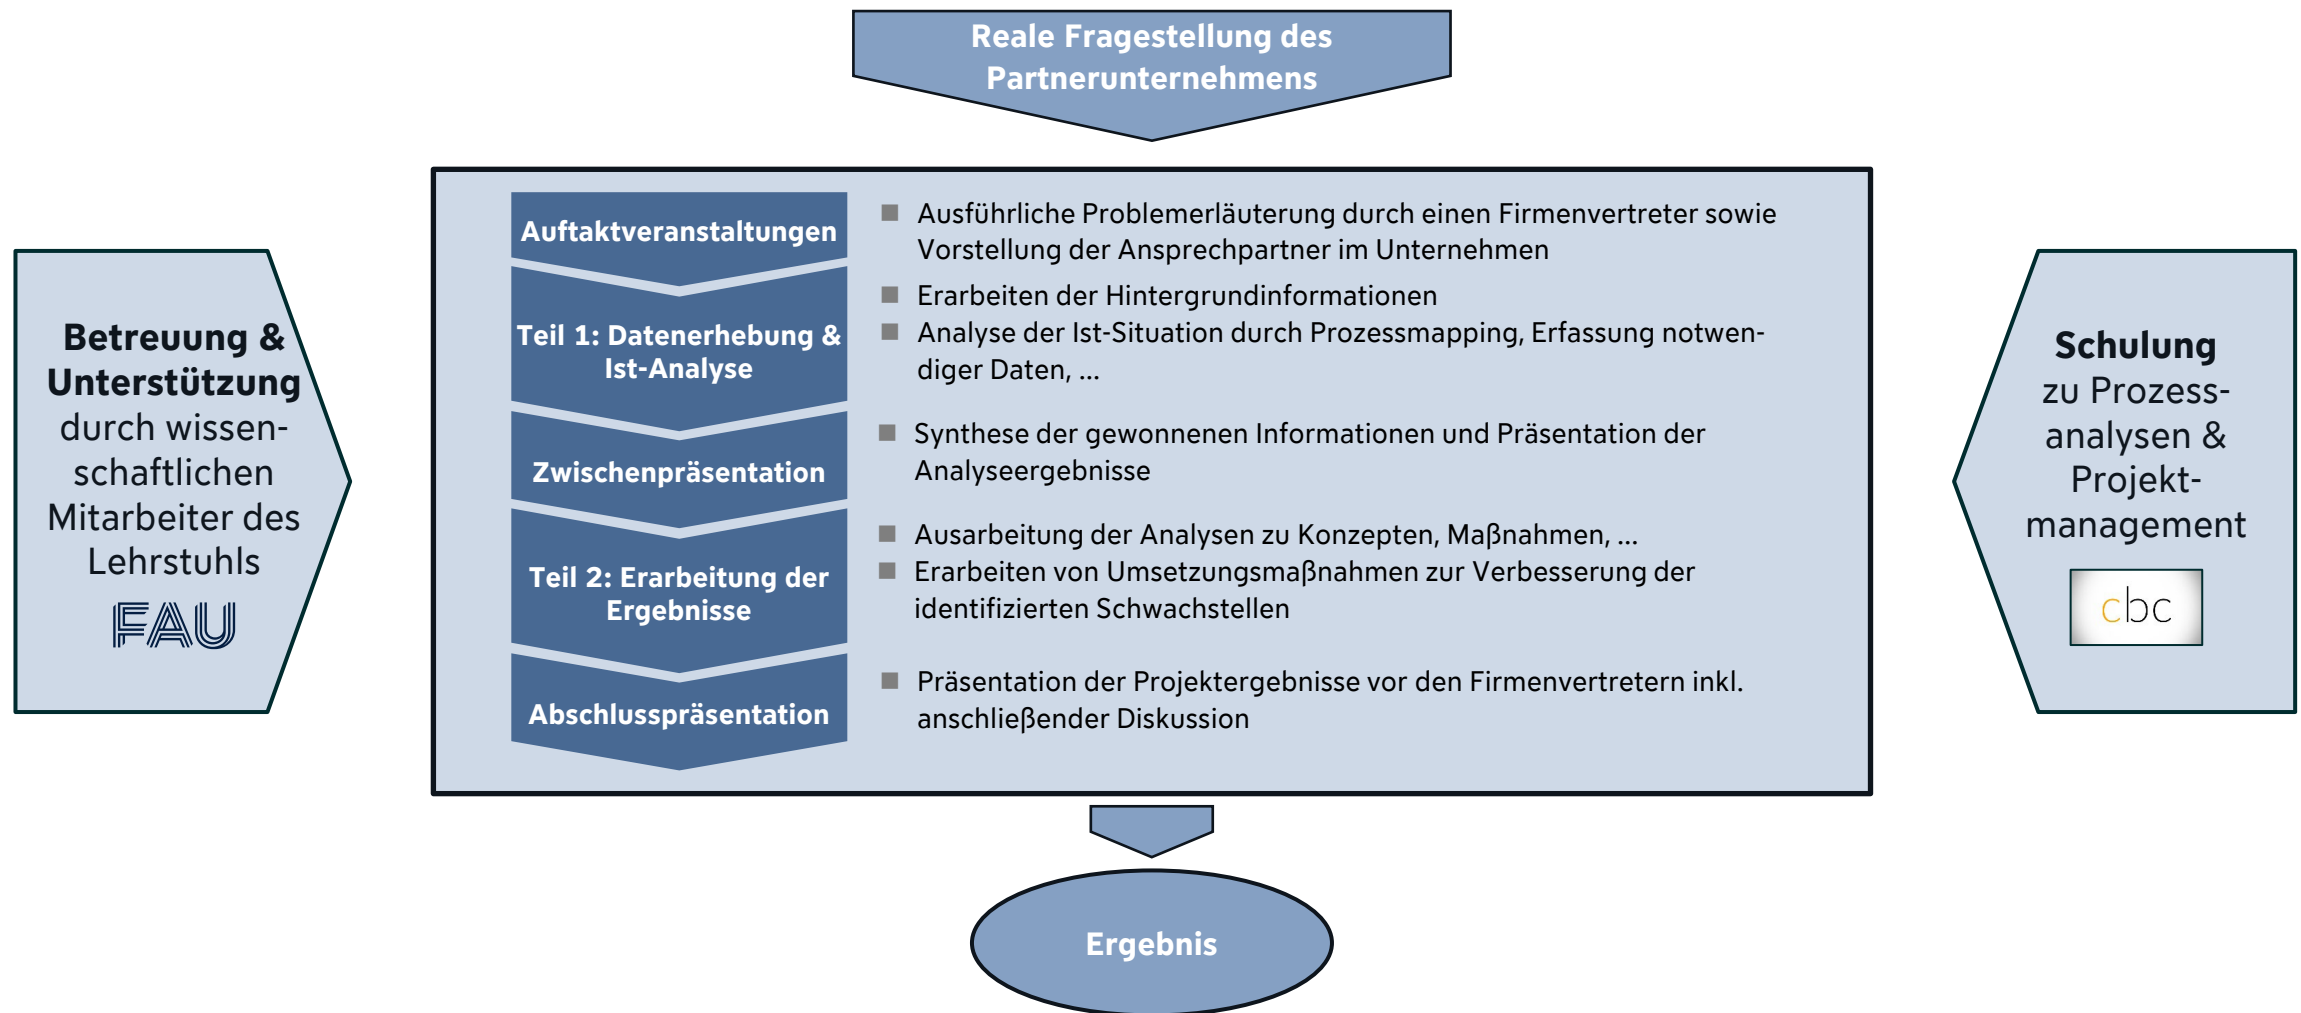 Reale Fragestellung des
Partnerunternehmens
Betreuung &
Unterstützung
durch wissen-
schaftlichen
Mitarbeiter des
Lehrstuhls
FAU
Auftaktveranstaltungen
Ausführliche Problemerläuterung durch einen Firmenvertreter sowie
Vorstellung der Ansprechpartner im Unternehmen
Teil 1: Datenerhebung &
Ist-Analyse
Erarbeiten der Hintergrundinformationen
Analyse der Ist-Situation durch Prozessmapping, Erfassung notwen-
diger Daten, ...
Zwischenpräsentation
Synthese der gewonnenen Informationen und Präsentation der
Analyseergebnisse
Teil 2: Erarbeitung der
Ergebnisse
Ausarbeitung der Analysen zu Konzepten, Maßnahmen, ...
Erarbeiten von Umsetzungsmaßnahmen zur Verbesserung der
identifizierten Schwachstellen
Abschlusspräsentation
Präsentation der Projektergebnisse vor den Firmenvertretern inkl.
anschließender Diskussion
Schulung
zu Prozess-
analysen &
Projekt-
management
cbc
Ergebnis